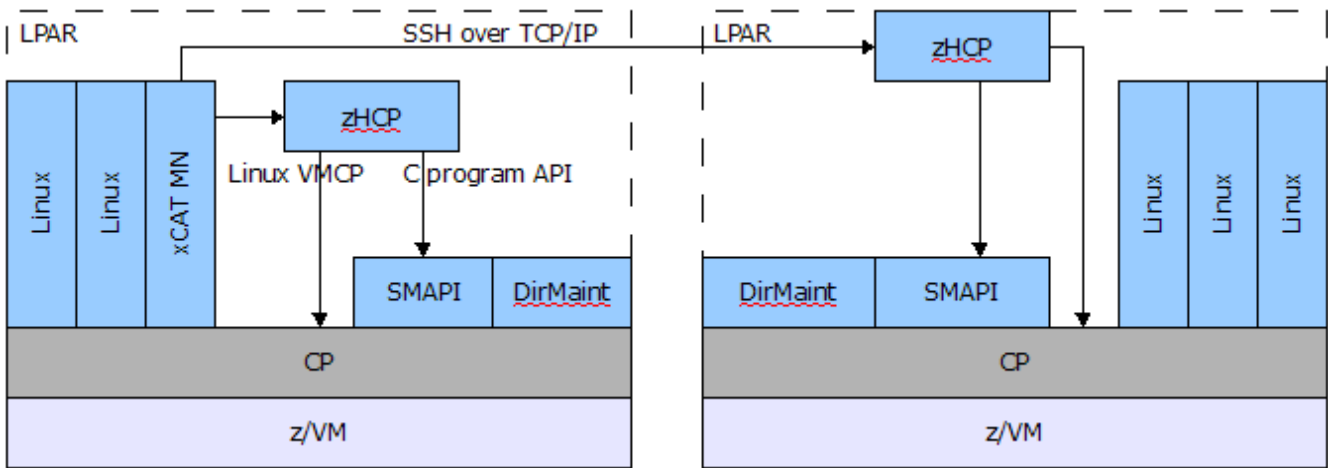 LPAR
SSH over TCP/IP
LPAR
zHCP
zHCP
Linux
Linux
xCAT MN
Linux VMCP
C program API
Linux
Linux
Linux
SMAPI
DirMaint
DirMaint
SMAPI
CP
CP
z/VM
z/VM